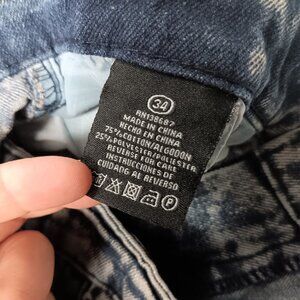 34
RN138687
MADE IN CHINA
HECHO EN CHINA
75% COTTON/ALGODON
25% POLYESTER/POLIESTER
REVERSE FOR CARE
INSTRUCCIONES DE
CUIDADO AL REVERSO
P